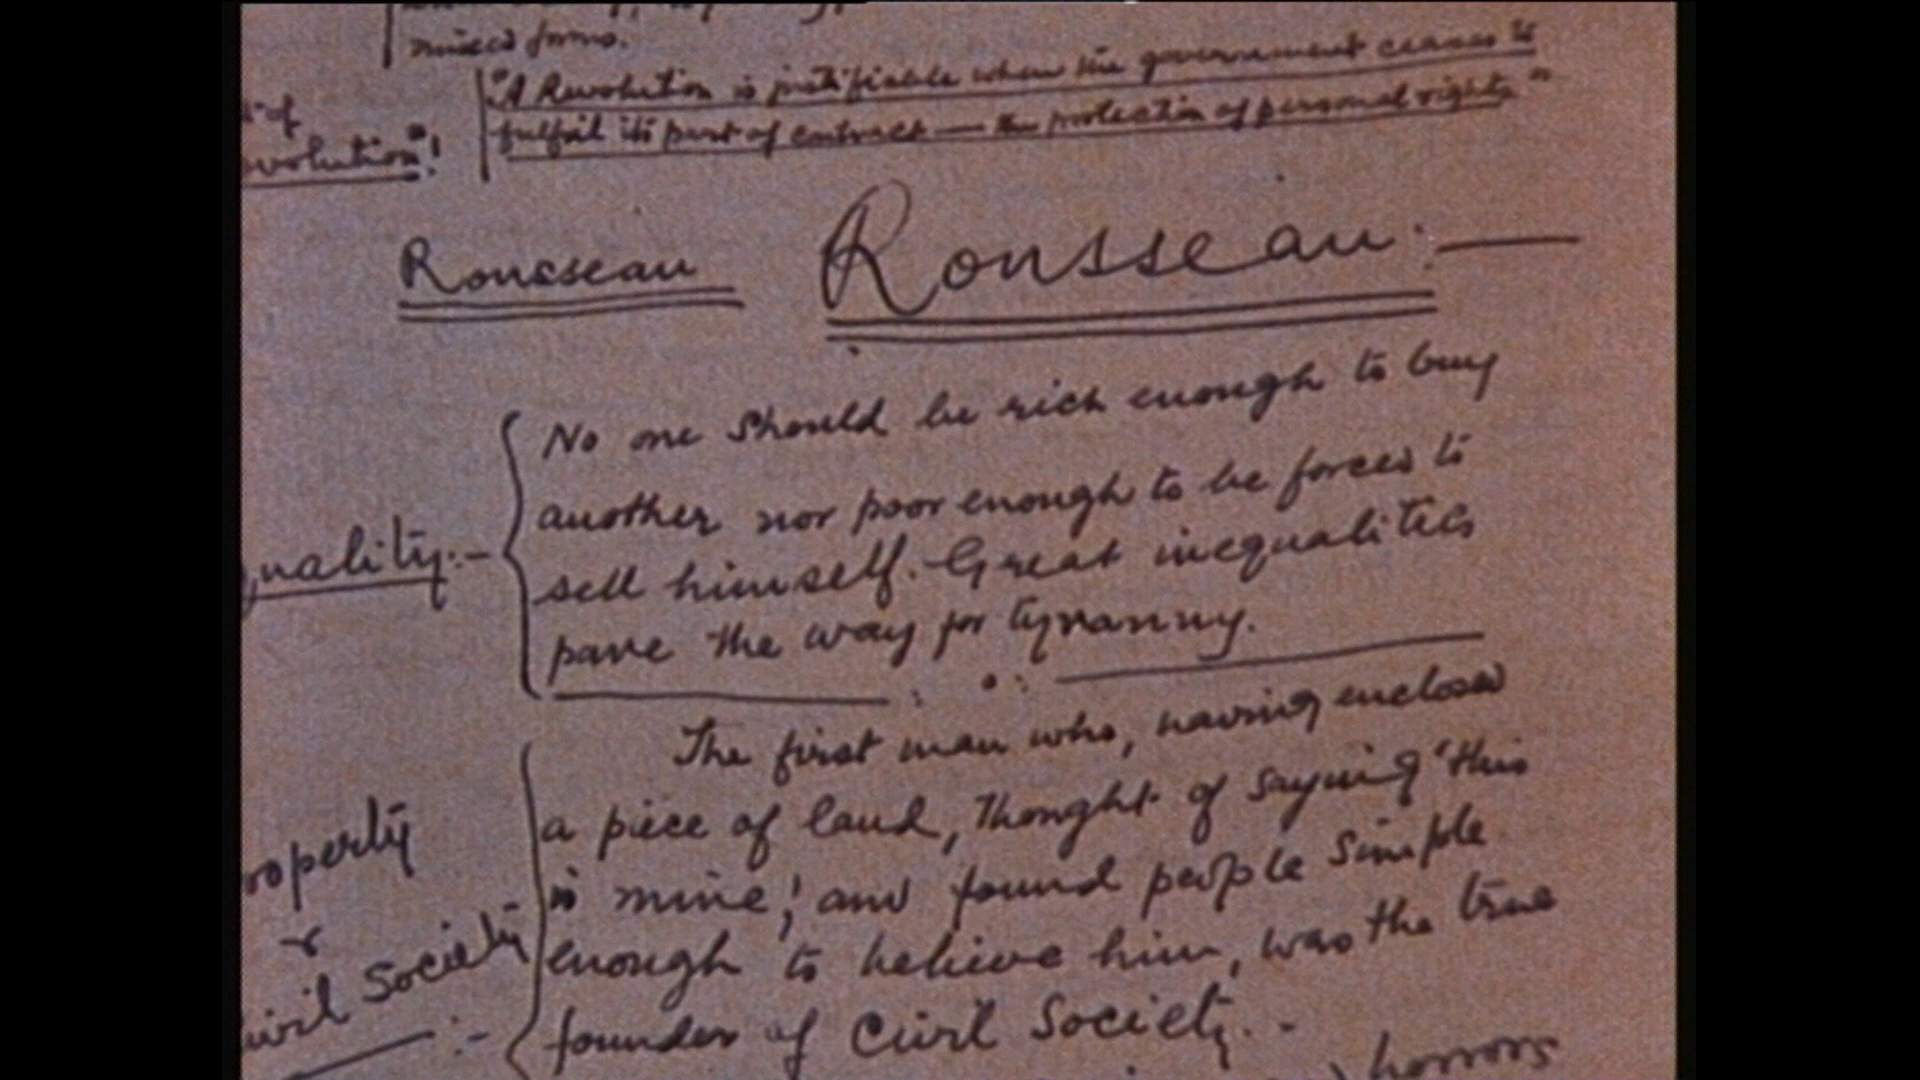 mixed forms.
"A Revolution is justifiable when the government ceases to
fulfil its part of contract — the protection of personal rights"
of
volution"!
Rousseau Rousseau:—
No one should be rich enough to buy
another nor poor enough to be forced to
uality:-
sell himself. Great inequalities
pave the way for tyranny.
The first man who, having enclosed
a piece of land, thought of saying 'this
operty
is mine,' and found people simple
enough to believe him, was the true
ivil Society :-
founder of Civil Society.-
horrors